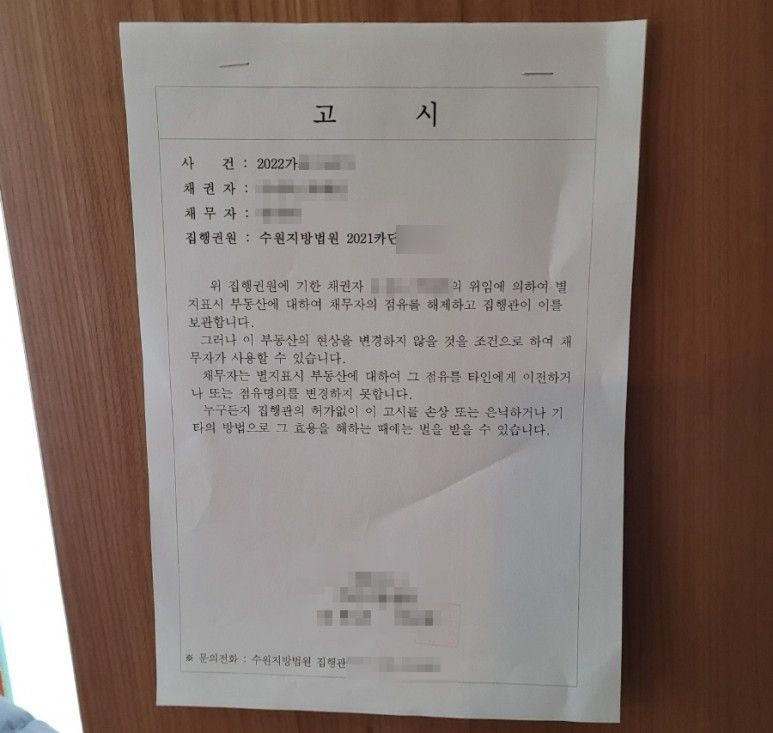 고 시
사 건 : 2022가
채 권 자 :
채 무 자 :
집행권원 : 수원지방법원 2021카단
위 집행권원에 기한 채권자 의 위임에 의하여 별
지표시 부동산에 대하여 채무자의 점유를 해제하고 집행관이 이를
보관합니다.
그러나 이 부동산의 현상을 변경하지 않을 것을 조건으로 하여 채
무자가 사용할 수 있습니다.
채무자는 별지표시 부동산에 대하여 그 점유를 타인에게 이전하거
나 또는 점유명의를 변경하지 못합니다.
누구든지 집행관의 허가없이 이 고시를 손상 또는 은닉하거나 기
타의 방법으로 그 효용을 해하는 때에는 벌을 받을 수 있습니다.
※ 문의전화 : 수원지방법원 집행관